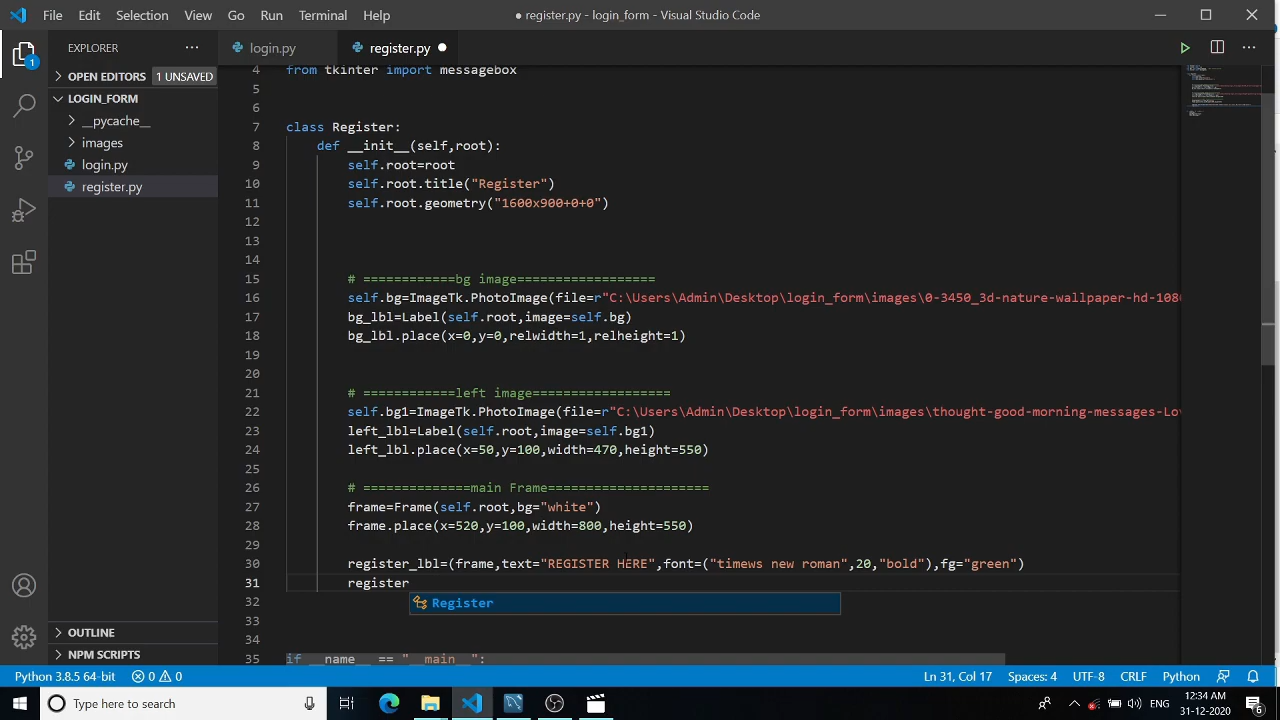 File Edit Selection View Go Run Terminal Help
● register.py - login_form - Visual Studio Code
EXPLORER ...
login.py
register.py ●
OPEN EDITORS 1 UNSAVED
LOGIN_FORM
__pycache__
images
login.py
register.py
OUTLINE
NPM SCRIPTS
4 from tkinter import messagebox
5
6
7 class Register:
8 def __init__(self,root):
9 self.root=root
10 self.root.title("Register")
11 self.root.geometry("1600x900+0+0")
12
13
14
15 # ============bg image==================
16 self.bg=ImageTk.PhotoImage(file=r"C:\Users\Admin\Desktop\login_form\images\0-3450_3d-nature-wallpaper-hd-1080
17 bg_lbl=Label(self.root,image=self.bg)
18 bg_lbl.place(x=0,y=0,relwidth=1,relheight=1)
19
20
21 # ============left image==================
22 self.bg1=ImageTk.PhotoImage(file=r"C:\Users\Admin\Desktop\login_form\images\thought-good-morning-messages-Lov
23 left_lbl=Label(self.root,image=self.bg1)
24 left_lbl.place(x=50,y=100,width=470,height=550)
25
26 # ==============main Frame=====================
27 frame=Frame(self.root,bg="white")
28 frame.place(x=520,y=100,width=800,height=550)
29
30 register_lbl=(frame,text="REGISTER HERE",font=("timews new roman",20,"bold"),fg="green")
31 register
32 Register
33
34
35 if __name__ == "__main__":
Python 3.8.5 64-bit 0 0 Ln 31, Col 17 Spaces: 4 UTF-8 CRLF Python
1
Type here to search
ENG
12:34 AM
31-12-2020
6